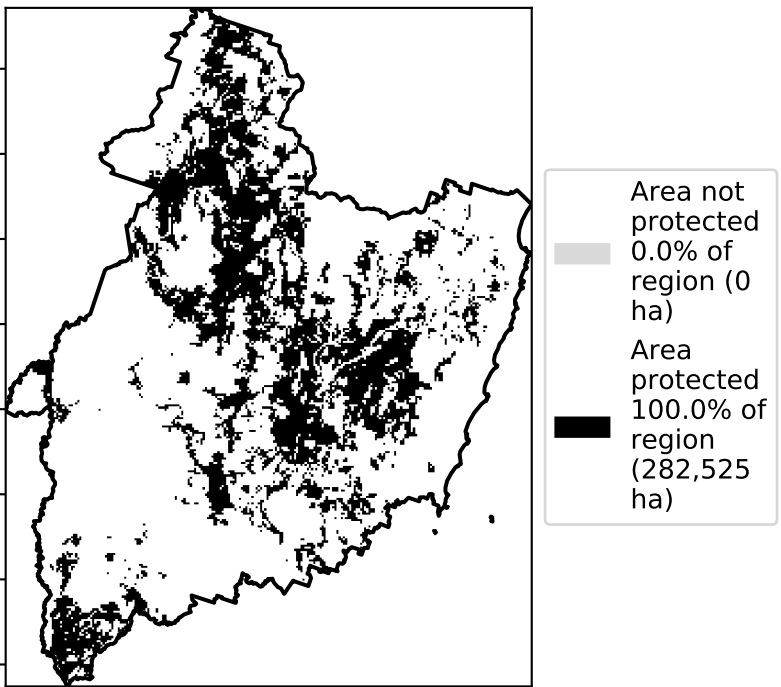 Area not
protected
0.0% of
region (0
ha)
Area
protected
100.0% of
region
(282,525
ha)